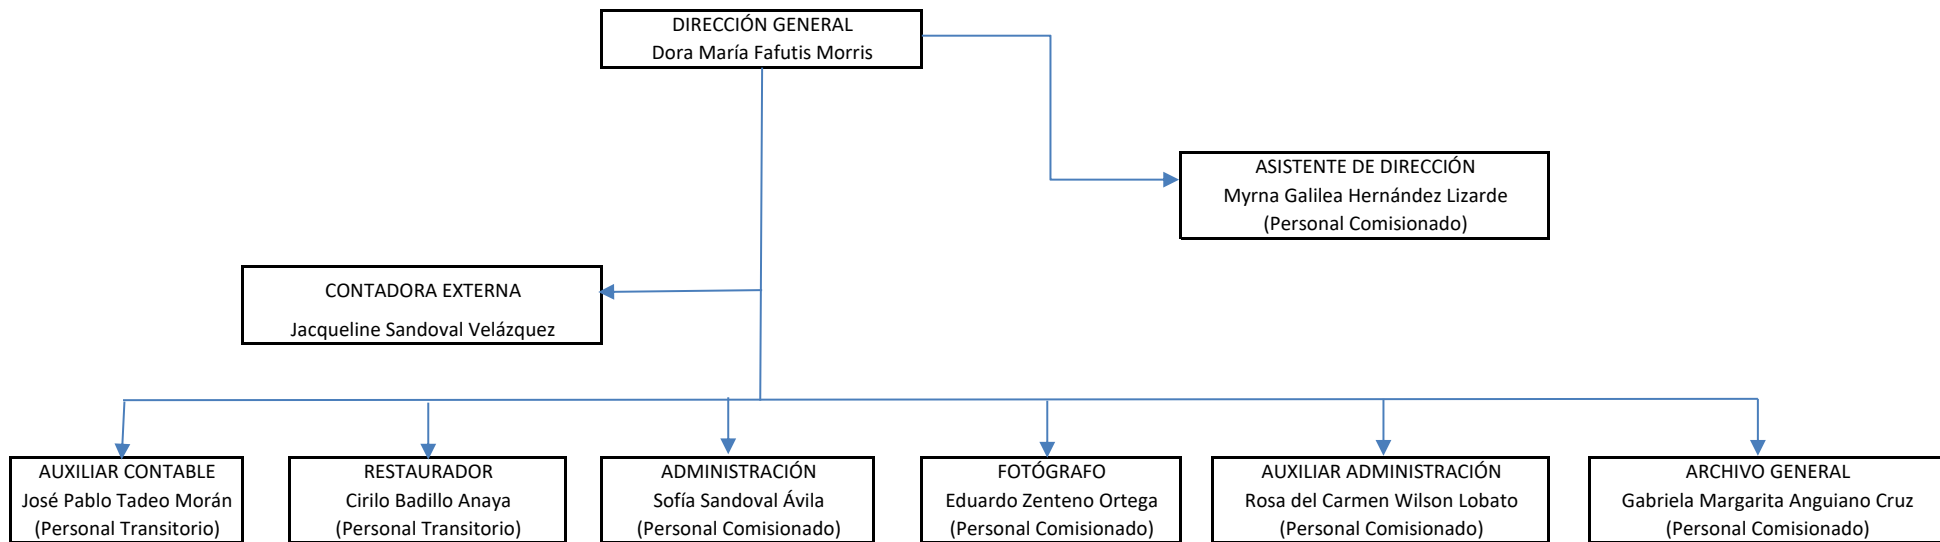 DIRECCIÓN GENERAL
Dora María Fafutis Morris
ASISTENTE DE DIRECCIÓN
Myrna Galilea Hernández Lizarde
(Personal Comisionado)
CONTADORA EXTERNA
Jacqueline Sandoval Velázquez
AUXILIAR CONTABLE
José Pablo Tadeo Morán
(Personal Transitorio)
RESTAURADOR
Cirilo Badillo Anaya
(Personal Transitorio)
ADMINISTRACIÓN
Sofía Sandoval Ávila
(Personal Comisionado)
FOTÓGRAFO
Eduardo Zenteno Ortega
(Personal Comisionado)
AUXILIAR ADMINISTRACIÓN
Rosa del Carmen Wilson Lobato
(Personal Comisionado)
ARCHIVO GENERAL
Gabriela Margarita Anguiano Cruz
(Personal Comisionado)